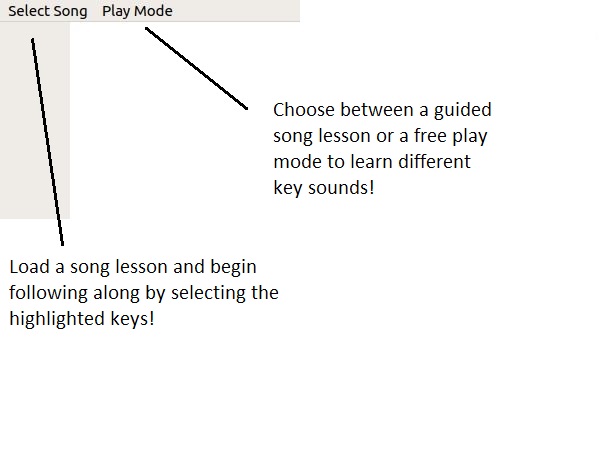 Select Song Play Mode
Choose between a guided
song lesson or a free play
mode to learn different
key sounds!
Load a song lesson and begin
following along by selecting the
highlighted keys!